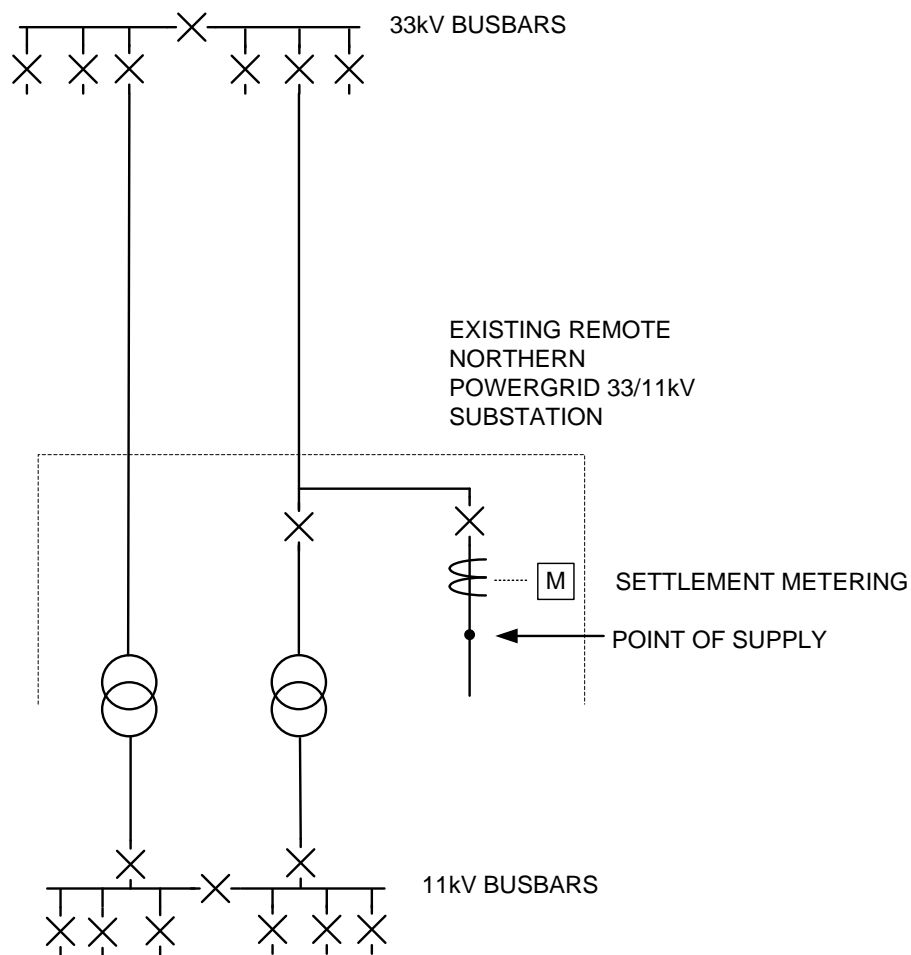 33kV BUSBARS
EXISTING REMOTE
NORTHERN
POWERGRID 33/11kV
SUBSTATION
M
SETTLEMENT METERING
POINT OF SUPPLY
11kV BUSBARS